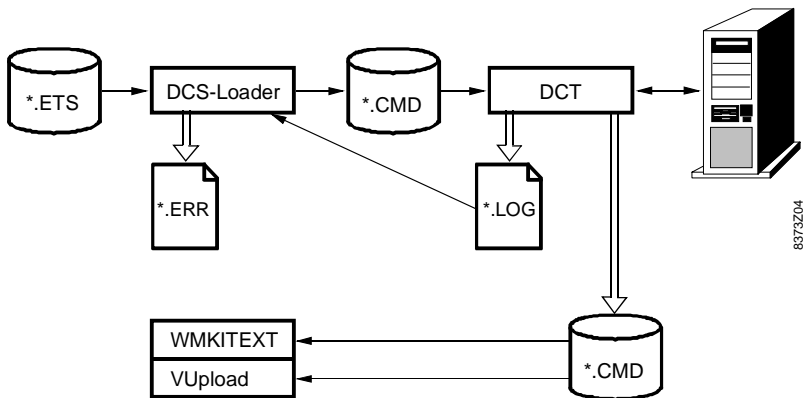 *.ETS
DCS-Loader
*.CMD
DCT
*.ERR
*.LOG
8373Z04
WMKITEXT
VUpload
*.CMD